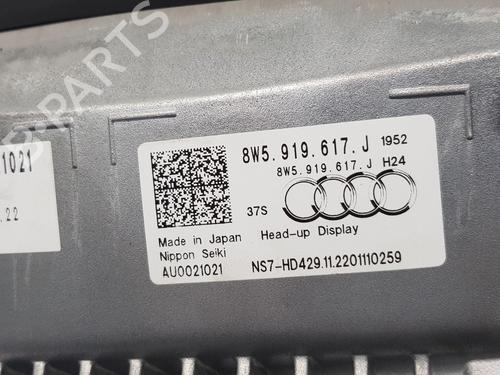 PARTS
1021
.22
8W5.919.617.J 1952
8W5.919.617.J H24
37S
Made in Japan
Nippon Seiki
AU0021021
Head-up Display
NS7-HD429.11.2201110259